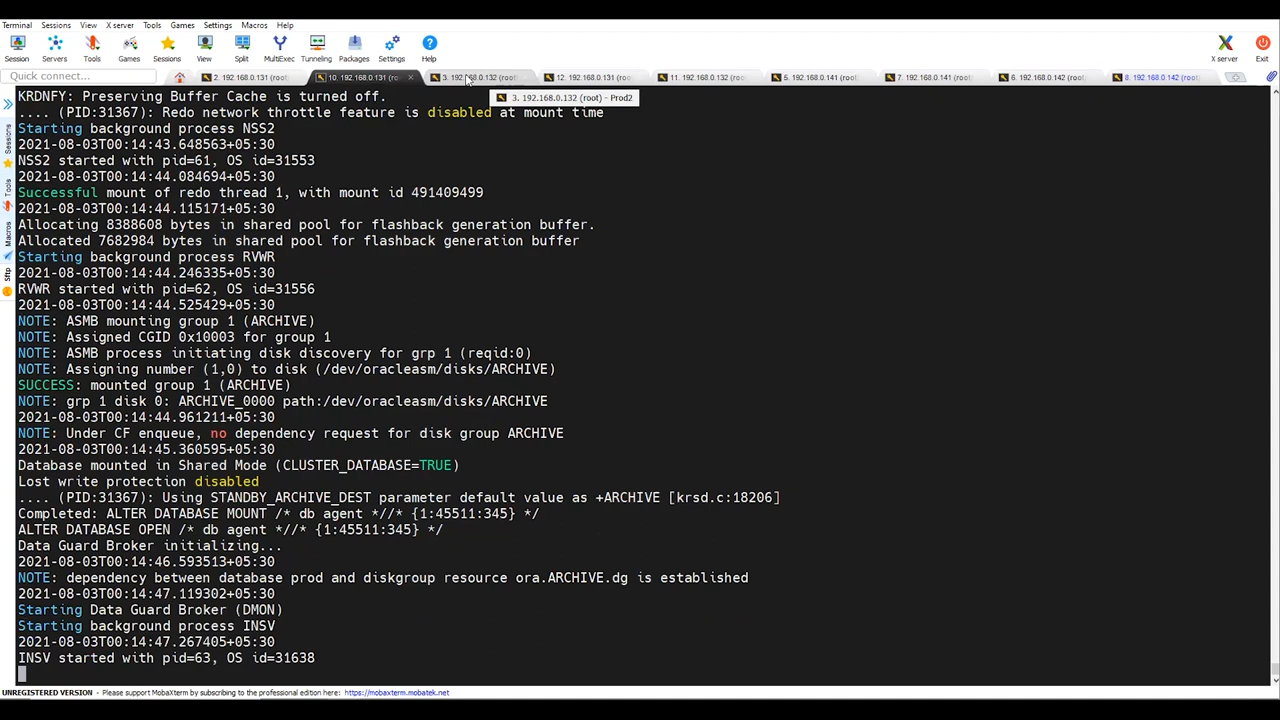 Terminal Sessions View X server Tools Games Settings Macros Help
Session Servers Tools Games Sessions View Split MultiExec Tunneling Packages Settings Help X server Exit
Quick connect...
2. 192.168.0.131 (root)
10. 192.168.0.131 (roo
3. 192.168.0.132 (root)
12. 192.168.0.131 (roo
11. 192.168.0.132 (roo
5. 192.168.0.141 (root)
7. 192.168.0.141 (root)
6. 192.168.0.142 (root)
8. 192.168.0.142 (root)
3. 192.168.0.132 (root) - Prod2
Sessions
Tools
Macros
Sftp
KRDNFY: Preserving Buffer Cache is turned off.
.... (PID:31367): Redo network throttle feature is disabled at mount time
Starting background process NSS2
2021-08-03T00:14:43.648563+05:30
NSS2 started with pid=61, OS id=31553
2021-08-03T00:14:44.084694+05:30
Successful mount of redo thread 1, with mount id 491409499
2021-08-03T00:14:44.115171+05:30
Allocating 8388608 bytes in shared pool for flashback generation buffer.
Allocated 7682984 bytes in shared pool for flashback generation buffer
Starting background process RVWR
2021-08-03T00:14:44.246335+05:30
RVWR started with pid=62, OS id=31556
2021-08-03T00:14:44.525429+05:30
NOTE: ASMB mounting group 1 (ARCHIVE)
NOTE: Assigned CGID 0x10003 for group 1
NOTE: ASMB process initiating disk discovery for grp 1 (reqid:0)
NOTE: Assigning number (1,0) to disk (/dev/oracleasm/disks/ARCHIVE)
SUCCESS: mounted group 1 (ARCHIVE)
NOTE: grp 1 disk 0: ARCHIVE_0000 path:/dev/oracleasm/disks/ARCHIVE
2021-08-03T00:14:44.961211+05:30
NOTE: Under CF enqueue, no dependency request for disk group ARCHIVE
2021-08-03T00:14:45.360595+05:30
Database mounted in Shared Mode (CLUSTER_DATABASE=TRUE)
Lost write protection disabled
.... (PID:31367): Using STANDBY_ARCHIVE_DEST parameter default value as +ARCHIVE [krsd.c:18206]
Completed: ALTER DATABASE MOUNT /* db agent *//* {1:45511:345} */
ALTER DATABASE OPEN /* db agent *//* {1:45511:345} */
Data Guard Broker initializing...
2021-08-03T00:14:46.593513+05:30
NOTE: dependency between database prod and diskgroup resource ora.ARCHIVE.dg is established
2021-08-03T00:14:47.119302+05:30
Starting Data Guard Broker (DMON)
Starting background process INSV
2021-08-03T00:14:47.267405+05:30
INSV started with pid=63, OS id=31638
UNREGISTERED VERSION - Please support MobaXterm by subscribing to the professional edition here: https://mobaxterm.mobatek.net